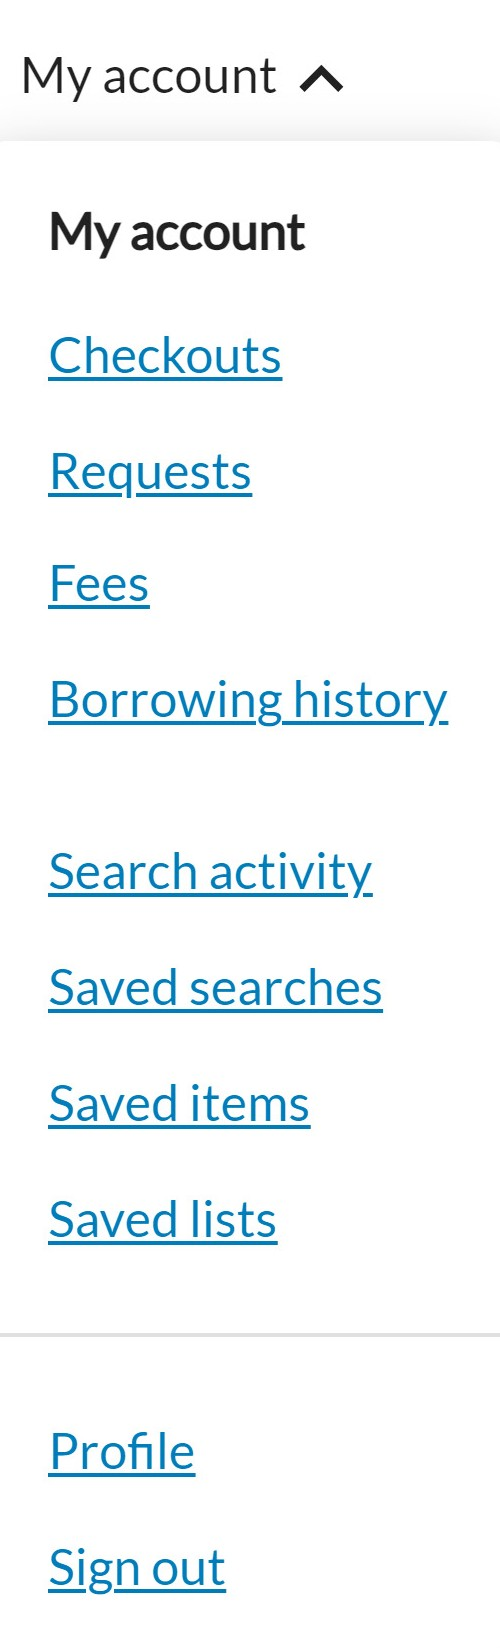 My account
My account
Checkouts
Requests
Fees
Borrowing history
Search activity
Saved searches
Saved items
Saved lists
Profile
Sign out